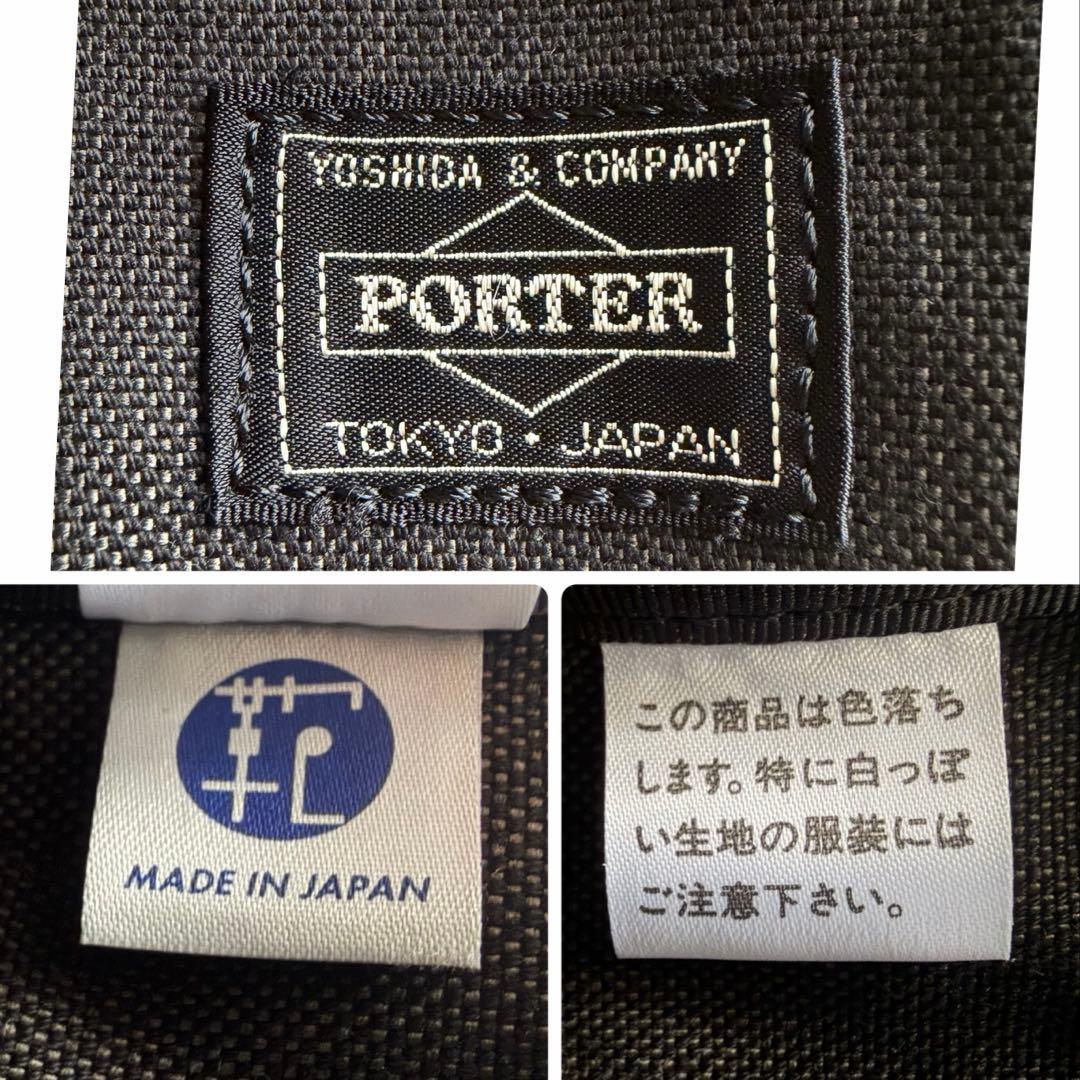 YOSHIDA & COMPANY
PORTER
TOKYO・JAPAN
MADE IN JAPAN
この商品は色落ち
します。特に白っぽ
い生地の服装には
ご注意下さい。